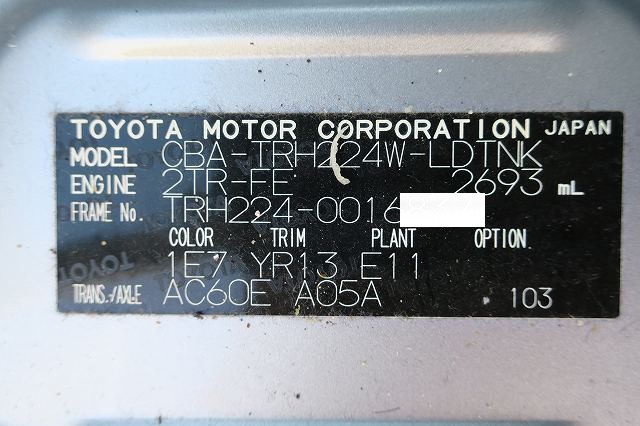 TOYOTA MOTOR CORPORATION JAPAN
MODEL CBA-TRH224W-LDTNK
ENGINE 2TR-FE 2693 mL
FRAME No. TRH224-0016
COLOR TRIM PLANT OPTION
1E7 YR13 E11
TRANS./AXLE AC60E A05A 103